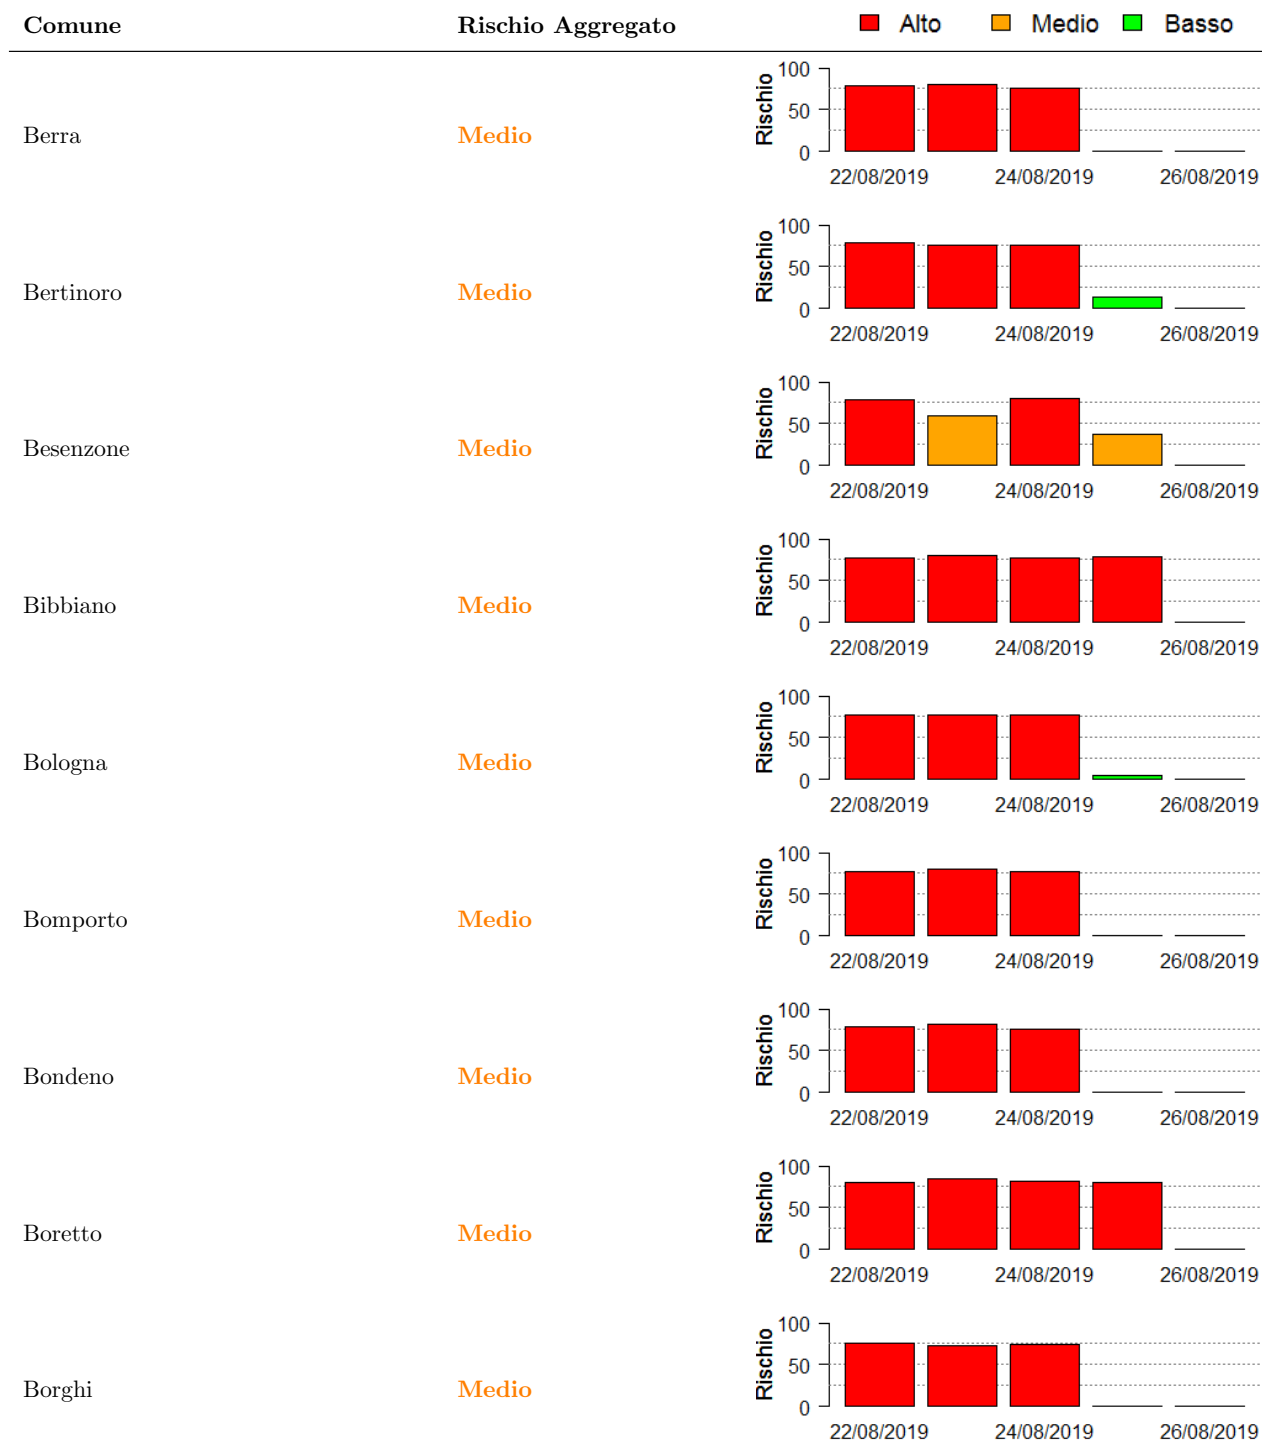 Comune Rischio Aggregato Alto Medio Basso
Berra Medio
Rischio
100
50
0
22/08/2019 24/08/2019 26/08/2019
Bertinoro Medio
Rischio
100
50
0
22/08/2019 24/08/2019 26/08/2019
Besenzone Medio
Rischio
100
50
0
22/08/2019 24/08/2019 26/08/2019
Bibbiano Medio
Rischio
100
50
0
22/08/2019 24/08/2019 26/08/2019
Bologna Medio
Rischio
100
50
0
22/08/2019 24/08/2019 26/08/2019
Bomporto Medio
Rischio
100
50
0
22/08/2019 24/08/2019 26/08/2019
Bondeno Medio
Rischio
100
50
0
22/08/2019 24/08/2019 26/08/2019
Boretto Medio
Rischio
100
50
0
22/08/2019 24/08/2019 26/08/2019
Borghi Medio
Rischio
100
50
0
22/08/2019 24/08/2019 26/08/2019